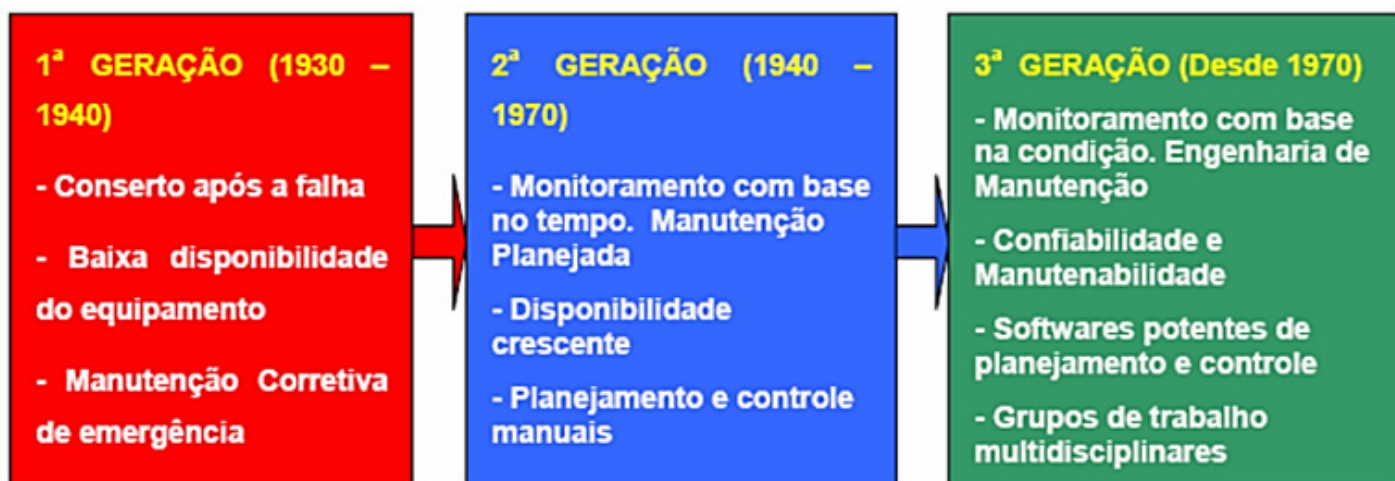 1ª GERAÇÃO (1930 –
1940)
- Conserto após a falha
- Baixa disponibilidade
do equipamento
- Manutenção Corretiva
de emergência
2ª GERAÇÃO (1940 –
1970)
- Monitoramento com base
no tempo. Manutenção
Planejada
- Disponibilidade
crescente
- Planejamento e controle
manuais
3ª GERAÇÃO (Desde 1970)
- Monitoramento com base
na condição. Engenharia de
Manutenção
- Confiabilidade e
Manutenabilidade
- Softwares potentes de
planejamento e controle
- Grupos de trabalho
multidisciplinares